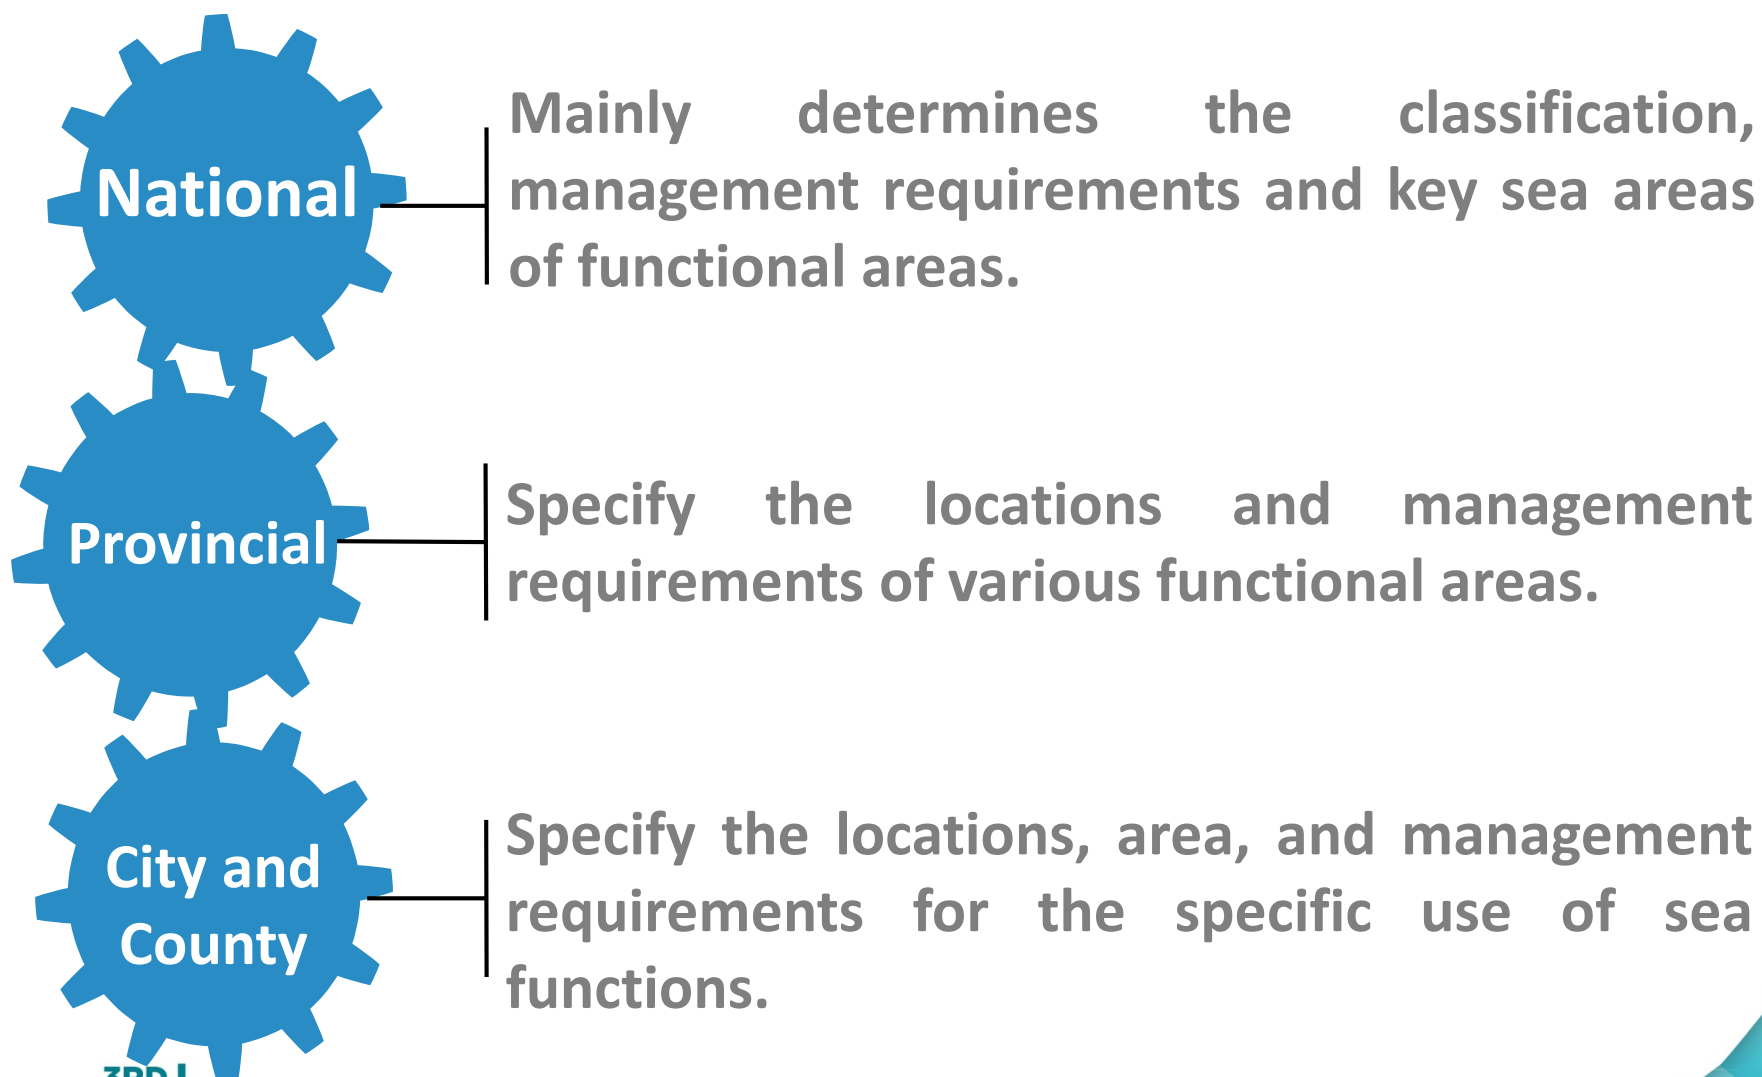 National
Mainly determines the classification,
management requirements and key sea areas
of functional areas.
Provincial
Specify the locations and management
requirements of various functional areas.
City and
County
Specify the locations, area, and management
requirements for the specific use of sea
functions.
3RD